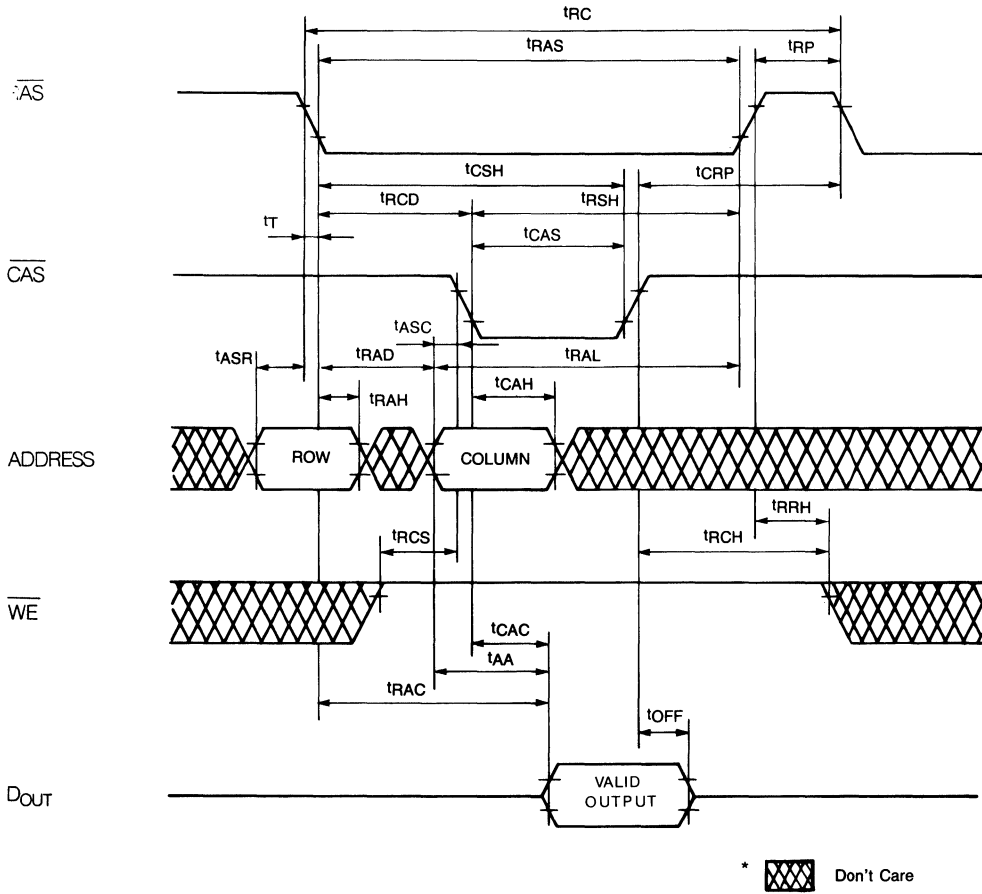 tRC
tRAS
tRP
AS
tCSH
tCRP
tRCD
tRSH
tT
tCAS
CAS
tASC
tASR
tRAD
tRAL
tRAH
tCAH
ADDRESS
ROW
COLUMN
tRRH
tRCS
tRCH
WE
tCAC
tAA
tRAC
tOFF
DOUT
VALID
OUTPUT
* Don't Care